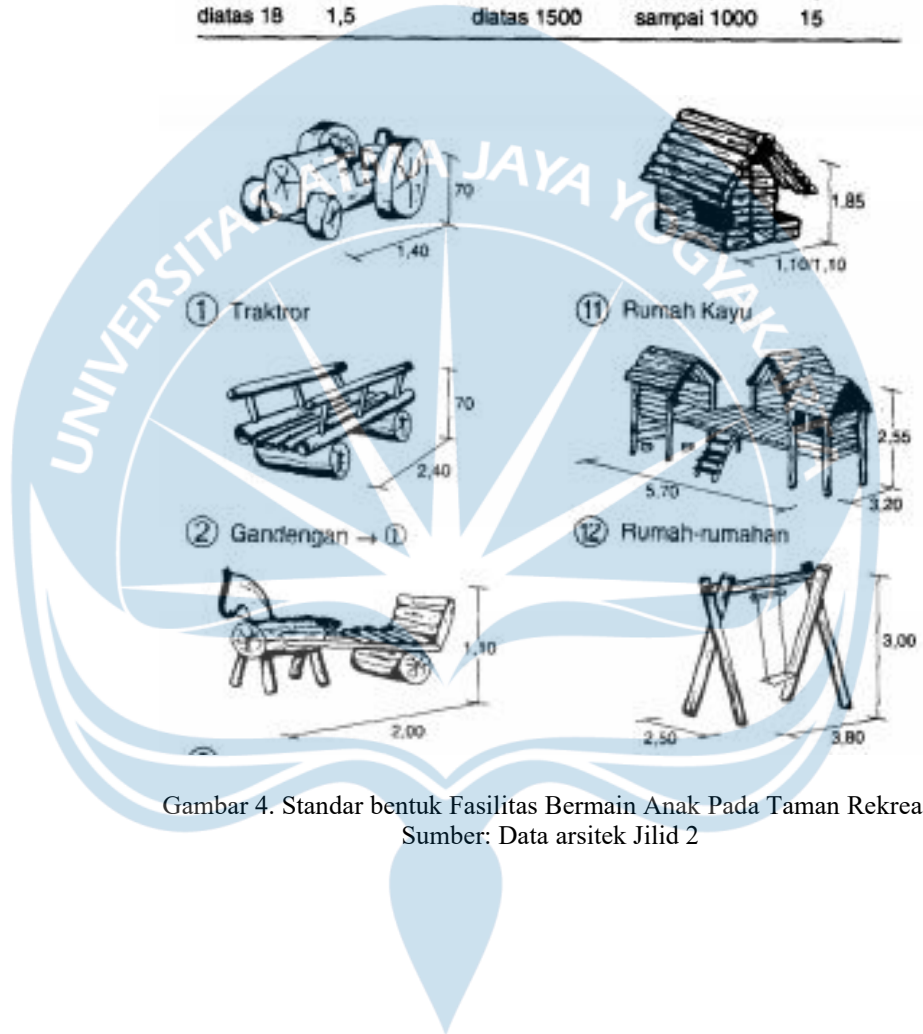 diatas 18 1,5 diatas 1500 sampai 1000 15
UNIVERSITAS ATMA JAYA YOGYAKARTA
70
1,40
1 Traktror
1,85
1,10/1,10
11 Rumah Kayu
70
2,40
2 Gandengan → 1
2,55
5,70
3,20
12 Rumah-rumahan
1,10
2,00
3,00
2,50
3,80
Gambar 4. Standar bentuk Fasilitas Bermain Anak Pada Taman Rekrea
Sumber: Data arsitek Jilid 2